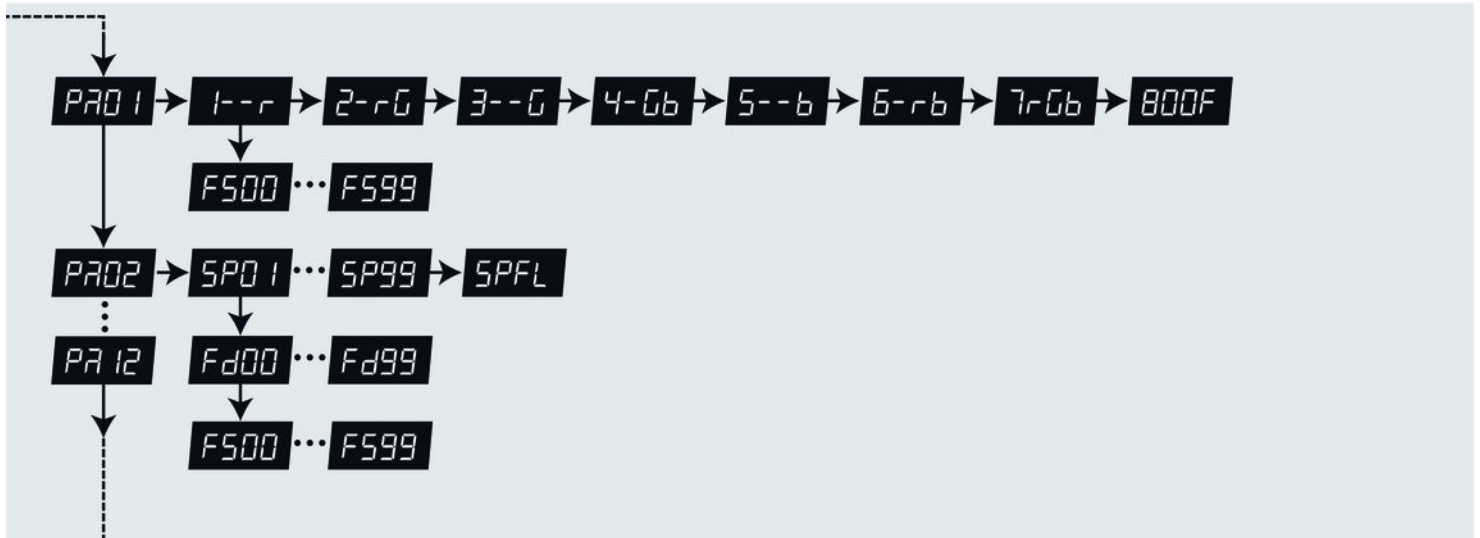 PA01 1--r 2-rG 3--G 4-Gb 5--b 6-rb 7rGb 800F
FS00 ... FS99
PA02 SP01 ... SP99 SPFL
PA12 Fd00 ... Fd99
FS00 ... FS99